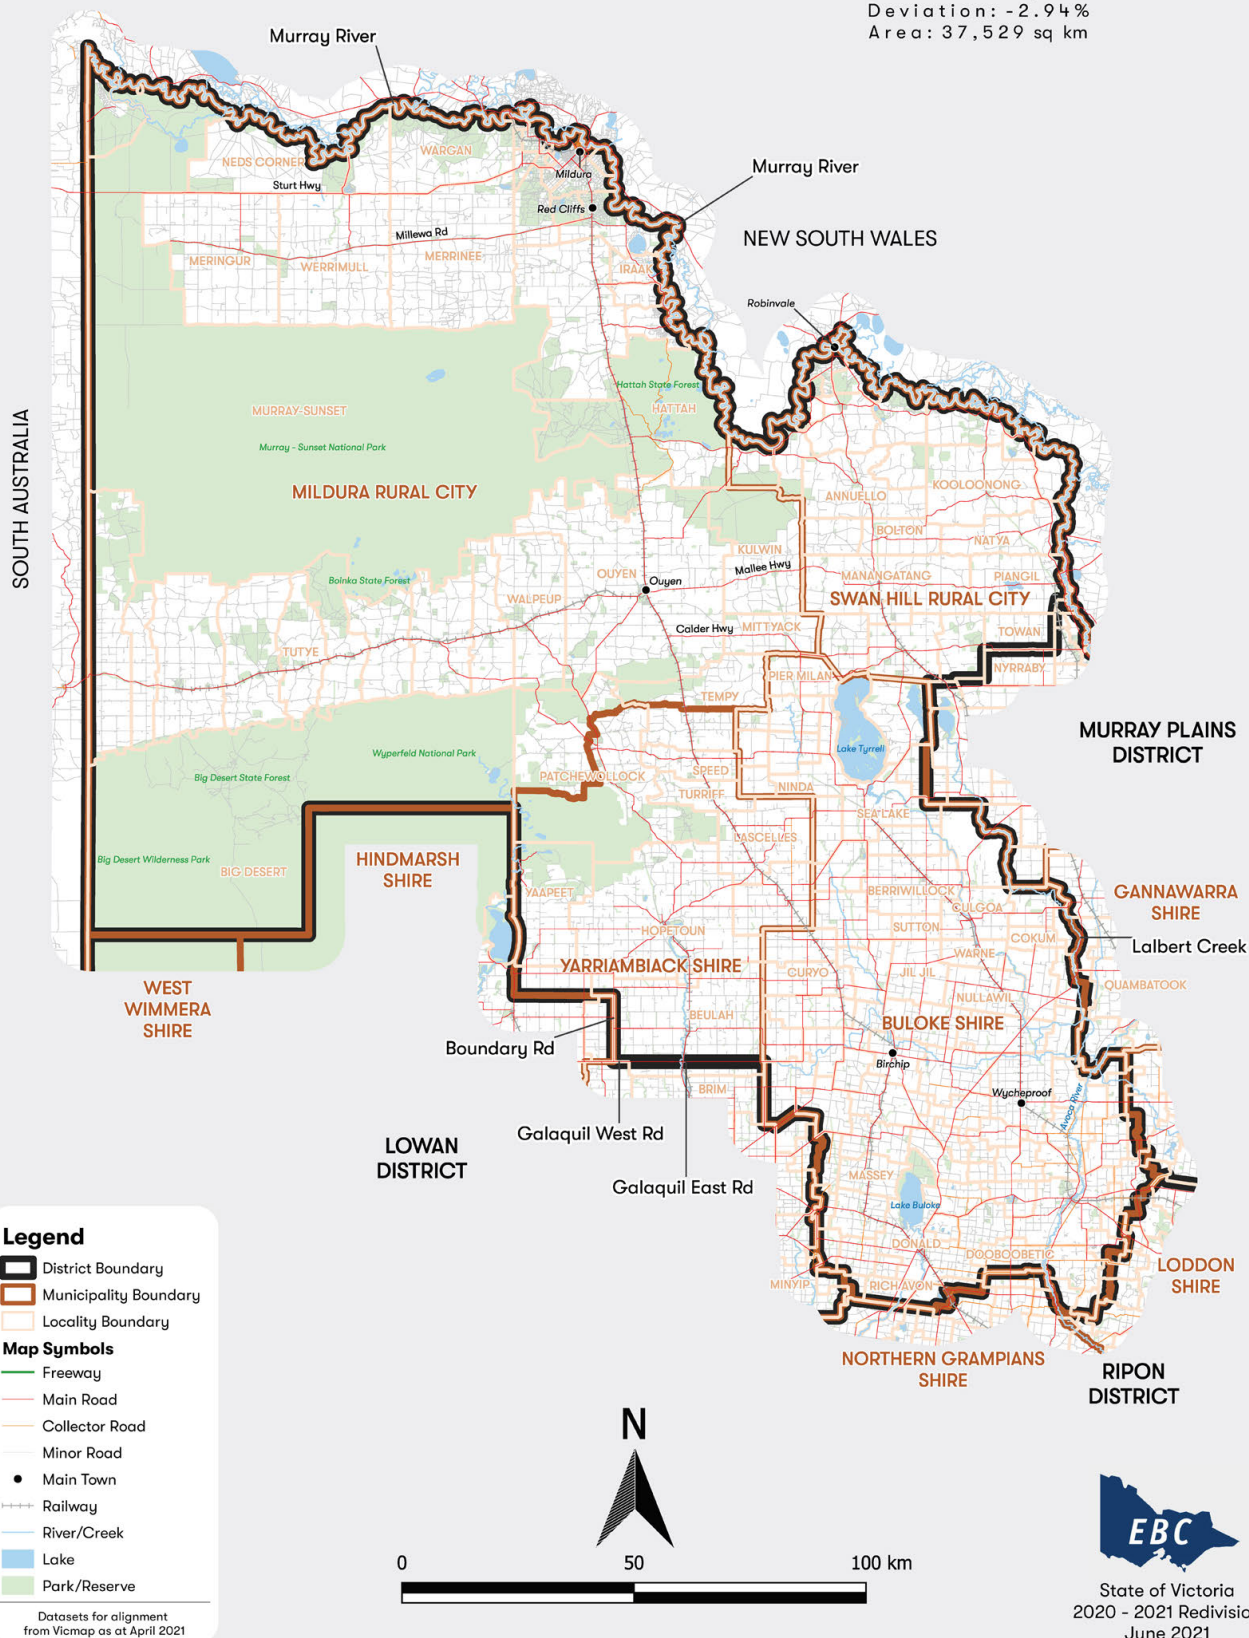 Deviation: -2.94%
Area: 37,529 sq km
Murray River
NEDS CORNER
WARGAN
Mildura
Murray River
Sturt Hwy
Red Cliffs
Millewa Rd
NEW SOUTH WALES
MERINGUR
WERRIMULL
MERRINEE
IRAAK
Robinvale
Hattah State Forest
MURRAY-SUNSET
HATTAH
Murray - Sunset National Park
MILDURA RURAL CITY
SOUTH AUSTRALIA
ANNUELLO
KOOLOONONG
BOLTON
NATYA
KULWIN
Mallee Hwy
OUYEN
Ouyen
Boinka State Forest
MANANGATANG
PIANGIL
WALPEUP
SWAN HILL RURAL CITY
Calder Hwy
MITTYACK
TOWAN
TUTYE
NYRRABY
PIER MILAN
TEMPY
MURRAY PLAINS
DISTRICT
Wyperfeld National Park
Lake Tyrrell
Big Desert State Forest
PATCHEWOLLOCK
SPEED
TURRIFF
NINDA
SEA LAKE
LASCELLES
Big Desert Wilderness Park
BIG DESERT
HINDMARSH
SHIRE
YAAPEET
BERRIWILLOCK
CULGOA
GANNAWARRA
SHIRE
HOPETOUN
SUTTON
COKUM
Lalbert Creek
WARNE
YARRIAMBIACK SHIRE
CURYO
JIL JIL
QUAMBATOOK
WEST
WIMMERA
SHIRE
NULLAWIL
BEULAH
BULOKE SHIRE
Boundary Rd
Birchip
BRIM
Wycheproof
Avoca River
Galaquil West Rd
LOWAN
DISTRICT
Galaquil East Rd
MASSEY
Lake Buloke
DONALD
DOOBOOBETIC
MINYIP
RICH AVON
LODDON
SHIRE
NORTHERN GRAMPIANS
SHIRE
RIPON
DISTRICT
Legend
District Boundary
Municipality Boundary
Locality Boundary
Map Symbols
Freeway
Main Road
Collector Road
Minor Road
Main Town
Railway
River/Creek
Lake
Park/Reserve
Datasets for alignment
from Vicmap as at April 2021
N
0 50 100 km
EBC
State of Victoria
2020 - 2021 Redivisio
June 2021